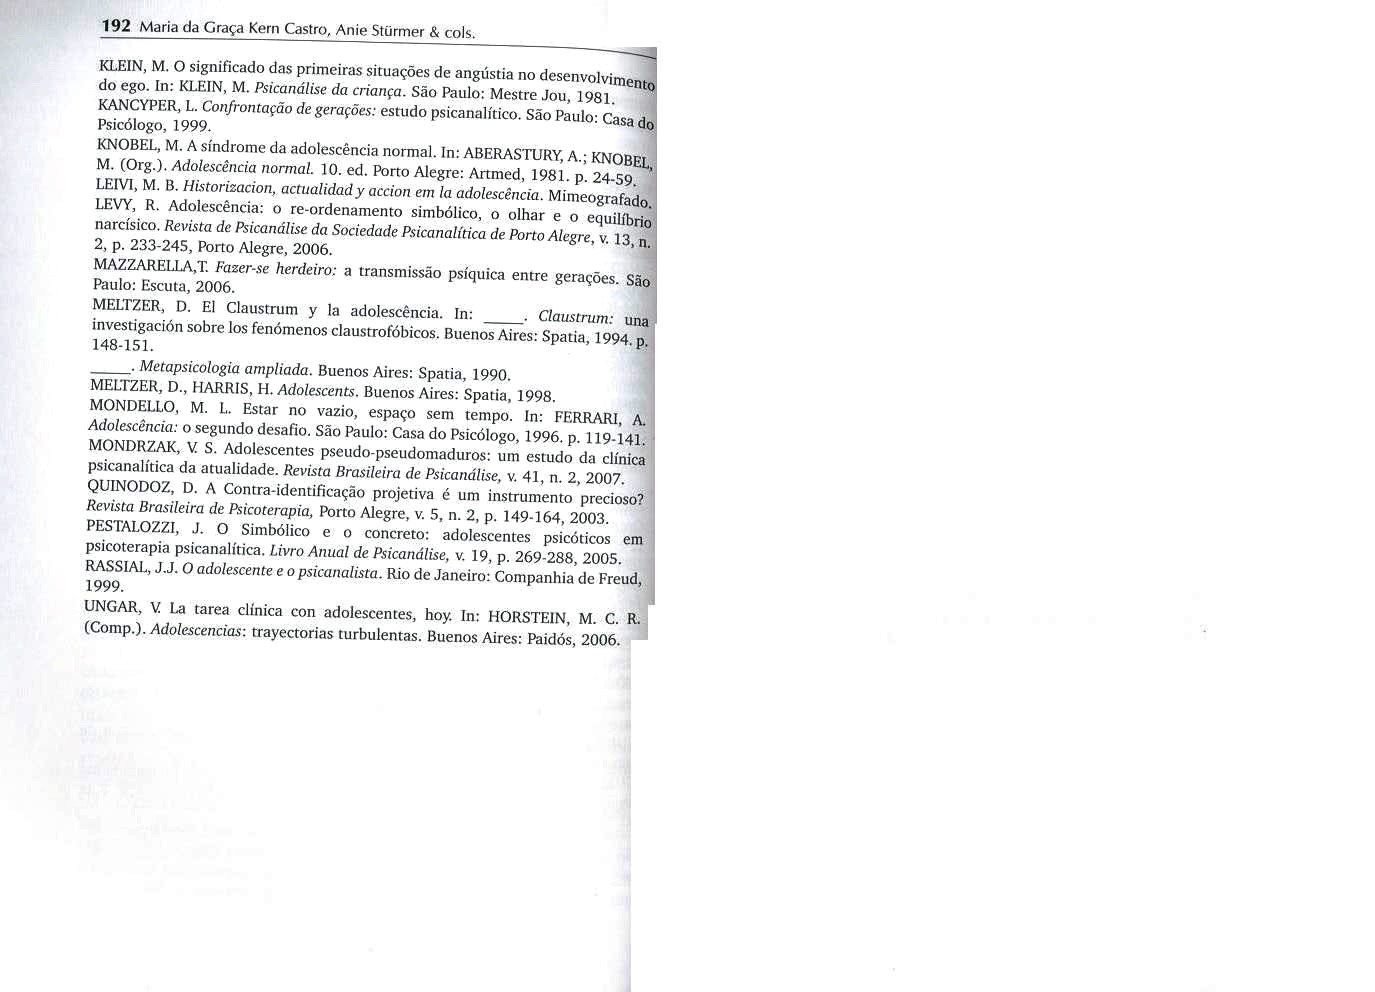 192 Maria da Graça Kern Castro, Anie Stürmer & cols.
KLEIN, M. O significado das primeiras situações de angústia no desenvolvimento
do ego. In: KLEIN, M. Psicanálise da criança. São Paulo: Mestre Jou, 1981.
KANCYPER, L. Confrontação de gerações: estudo psicanalítico. São Paulo: Casa do
Psicólogo, 1999.
KNOBEL, M. A síndrome da adolescência normal. In: ABERASTURY, A.; KNOBEL,
M. (Org.). Adolescência normal. 10. ed. Porto Alegre: Artmed, 1981. p. 24-59.
LEIVI, M. B. Historizacion, actualidad y accion em la adolescência. Mimeografado.
LEVY, R. Adolescência: o re-ordenamento simbólico, o olhar e o equilíbrio
narcísico. Revista de Psicanálise da Sociedade Psicanalítica de Porto Alegre, v. 13, n.
2, p. 233-245, Porto Alegre, 2006.
MAZZARELLA,T. Fazer-se herdeiro: a transmissão psíquica entre gerações. São
Paulo: Escuta, 2006.
MELTZER, D. El Claustrum y la adolescência. In: _____. Claustrum: una
investigación sobre los fenómenos claustrofóbicos. Buenos Aires: Spatia, 1994. p.
148-151.
_____. Metapsicologia ampliada. Buenos Aires: Spatia, 1990.
MELTZER, D., HARRIS, H. Adolescents. Buenos Aires: Spatia, 1998.
MONDELLO, M. L. Estar no vazio, espaço sem tempo. In: FERRARI, A.
Adolescência: o segundo desafio. São Paulo: Casa do Psicólogo, 1996. p. 119-141.
MONDRZAK, V. S. Adolescentes pseudo-pseudomaduros: um estudo da clínica
psicanalítica da atualidade. Revista Brasileira de Psicanálise, v. 41, n. 2, 2007.
QUINODOZ, D. A Contra-identificação projetiva é um instrumento precioso?
Revista Brasileira de Psicoterapia, Porto Alegre, v. 5, n. 2, p. 149-164, 2003.
PESTALOZZI, J. O Simbólico e o concreto: adolescentes psicóticos em
psicoterapia psicanalítica. Livro Anual de Psicanálise, v. 19, p. 269-288, 2005.
RASSIAL, J.J. O adolescente e o psicanalista. Rio de Janeiro: Companhia de Freud,
1999.
UNGAR, V. La tarea clínica con adolescentes, hoy. In: HORSTEIN, M. C. R.
(Comp.). Adolescencias: trayectorias turbulentas. Buenos Aires: Paidós, 2006.